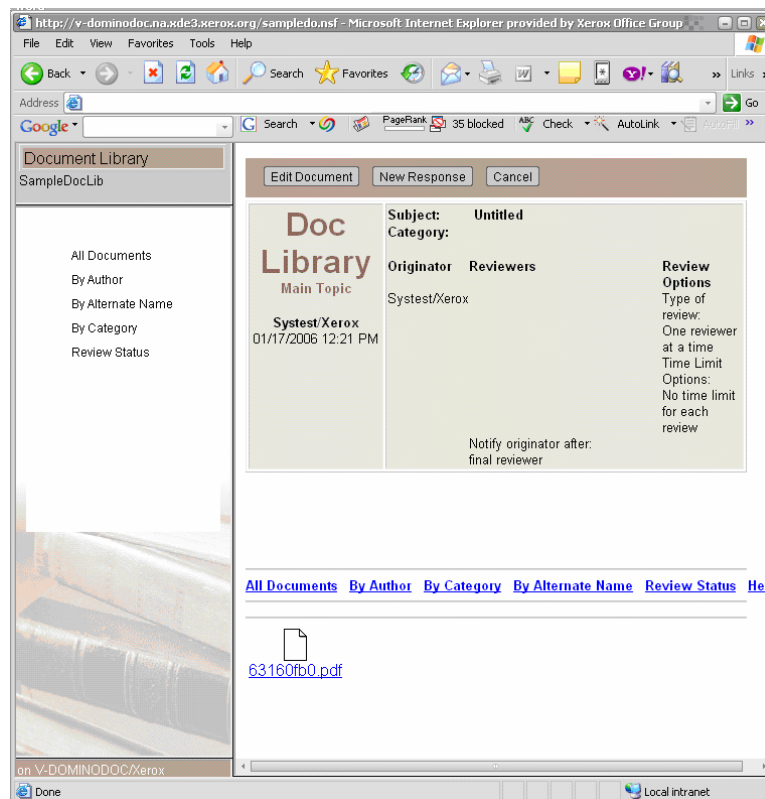 http://v-dominodoc.na.xde3.xerox.org/sampledo.nsf - Microsoft Internet Explorer provided by Xerox Office Group
File Edit View Favorites Tools Help
Back Search Favorites Links
Address Go
Google Search PageRank 35 blocked ABC Check AutoLink AutoFill
Document Library
SampleDocLib
All Documents
By Author
By Alternate Name
By Category
Review Status
on V-DOMINODOC/Xerox
Edit Document New Response Cancel
Doc
Library
Main Topic
Systest/Xerox
01/17/2006 12:21 PM
Subject: Untitled
Category:
Originator Reviewers Review
Options
Systest/Xerox
Type of
review:
One reviewer
at a time
Time Limit
Options:
No time limit
for each
review
Notify originator after:
final reviewer
All Documents By Author By Category By Alternate Name Review Status He
63160fb0.pdf
Done Local intranet